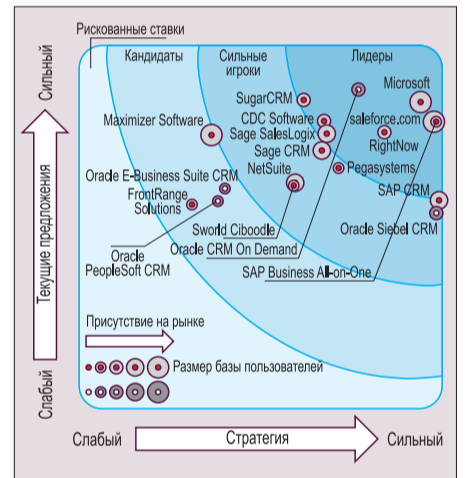 Рискованные ставки
Кандидаты
Сильные
игроки
Лидеры
Microsoft
SugarCRM
CDC Software
saleforce.com
Maximizer Software
Sage SalesLogix
RightNow
Sage CRM
NetSuite
Pegasystems
Oracle E-Business Suite CRM
FrontRange
Solutions
SAP CRM
Sworld Ciboodle
Oracle Siebel CRM
Oracle
PeopleSoft CRM
Oracle CRM On Demand
SAP Business All-on-One
Присутствие на рынке
Размер базы пользователей
Сильный
Текущие предложения
Слабый
Слабый
Стратегия
Сильный